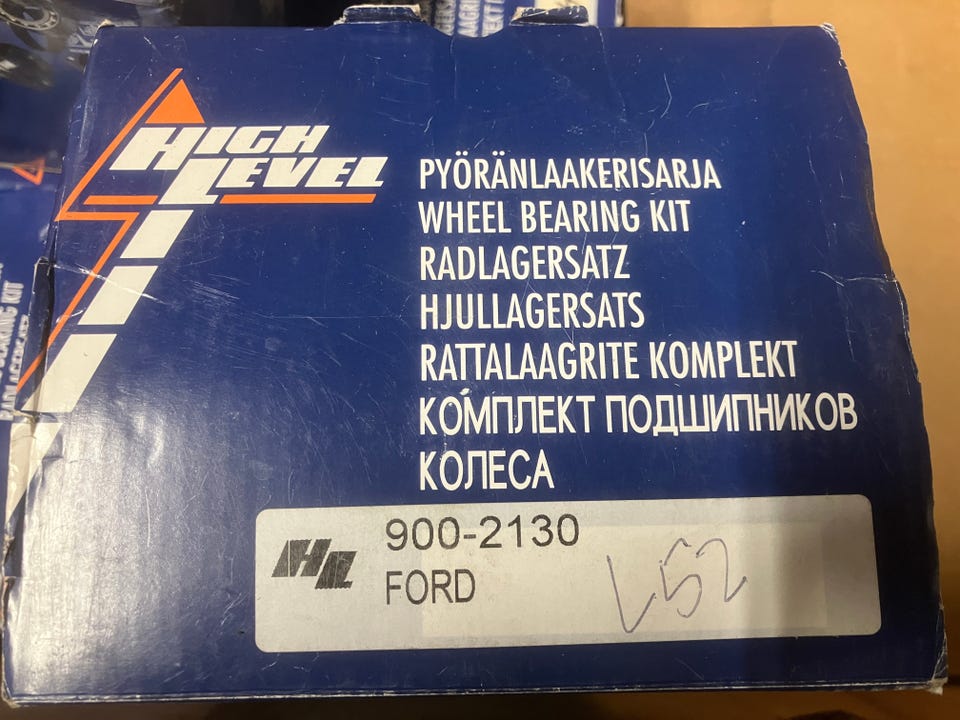 HIGH
LEVEL
PYÖRÄNLAAKERISARJA
WHEEL BEARING KIT
RADLAGERSATZ
HJULLAGERSATS
RATTALAAGRITE KOMPLEKT
КОМПЛЕКТ ПОДШИПНИКОВ
КОЛЕСА
HL
900-2130
FORD
L52